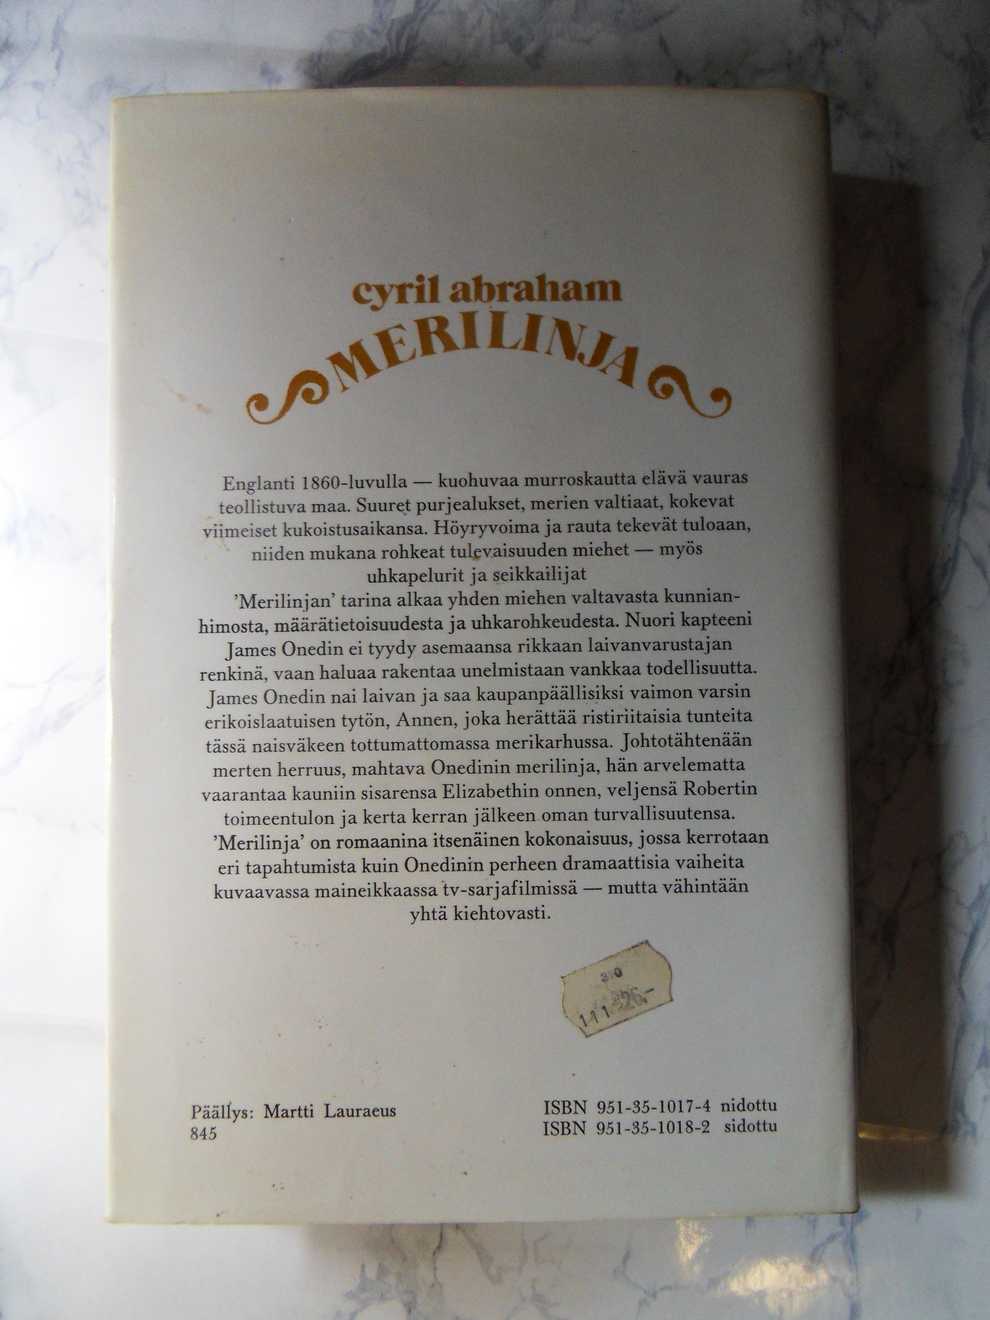 cyril abraham
MERILINJA
Englanti 1860-luvulla — kuohuvaa murroskautta elävä vauras
teollistuva maa. Suuret purjealukset, merien valtiaat, kokevat
viimeiset kukoistusaikansa. Höyryvoima ja rauta tekevät tuloaan,
niiden mukana rohkeat tulevaisuuden miehet — myös
uhkapelurit ja seikkailijat
'Merilinjan' tarina alkaa yhden miehen valtavasta kunnian-
himosta, määrätietoisuudesta ja uhkarohkeudesta. Nuori kapteeni
James Onedin ei tyydy asemaansa rikkaan laivanvarustajan
renkinä, vaan haluaa rakentaa unelmistaan vankkaa todellisuutta.
James Onedin nai laivan ja saa kaupanpäällisiksi vaimon varsin
erikoislaatuisen tytön, Annen, joka herättää ristiriitaisia tunteita
tässä naisväkeen tottumattomassa merikarhussa. Johtotähtenään
merten herruus, mahtava Onedinin merilinja, hän arvelematta
vaarantaa kauniin sisarensa Elizabethin onnen, veljensä Robertin
toimeentulon ja kerta kerran jälkeen oman turvallisuutensa.
'Merilinja' on romaanina itsenäinen kokonaisuus, jossa kerrotaan
eri tapahtumista kuin Onedinin perheen dramaattisia vaiheita
kuvaavassa maineikkaassa tv-sarjafilmissä — mutta vähintään
yhtä kiehtovasti.
Päällys: Martti Lauraeus
845
ISBN 951-35-1017-4 nidottu
ISBN 951-35-1018-2 sidottu